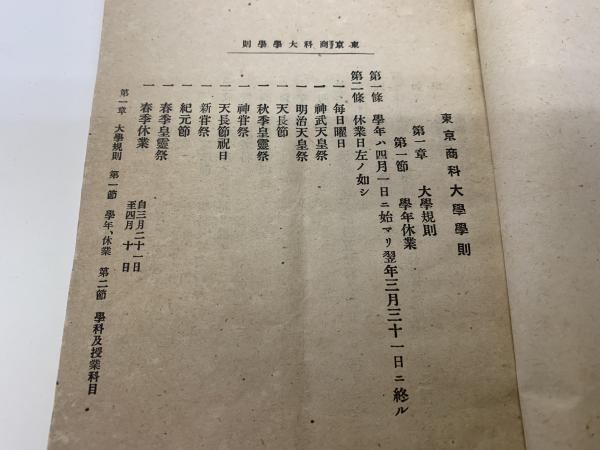 東京商科大學學則
東京商科大學學則
第一章　大學規則
第一節　學年休業
第一條　學年ハ四月一日ニ始マリ翌年三月三十一日ニ終ル
第二條　休業日左ノ如シ
一　每日曜日
一　神武天皇祭
一　明治天皇祭
一　天長節
一　秋季皇靈祭
一　神甞祭
一　天長節祝日
一　新甞祭
一　紀元節
一　春季皇靈祭
一　春季休業　自三月二十一日
至四月　十　日
第一章　大學規則　第一節　學年、休業　第二節　學科及授業科目